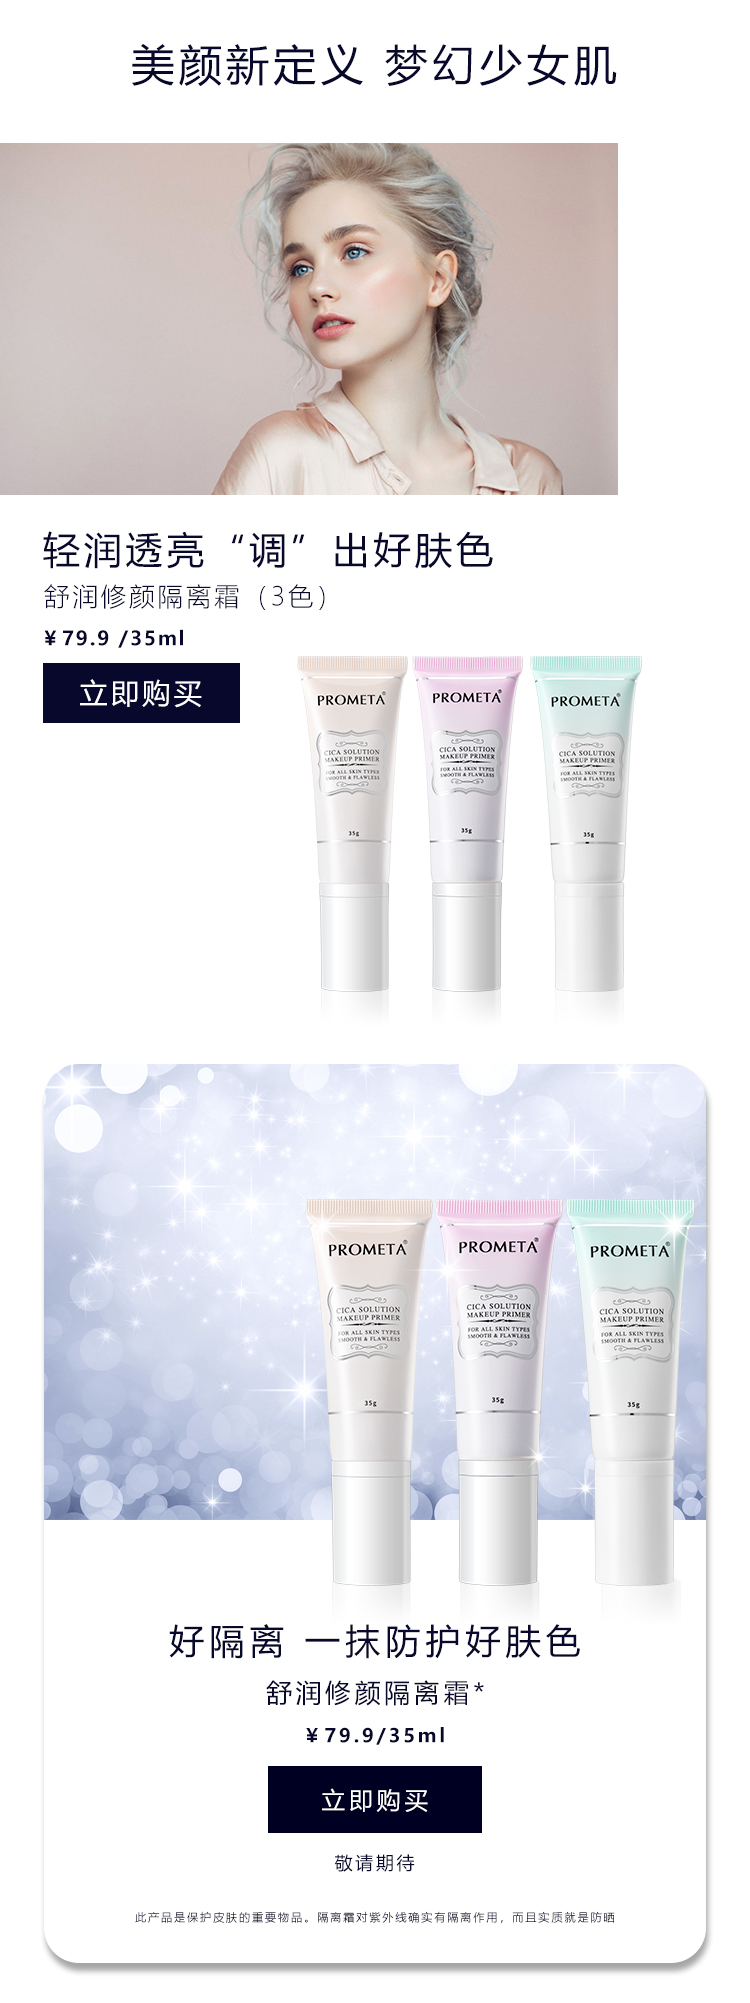 美颜新定义 梦幻少女肌
轻润透亮“调”出好肤色
舒润修颜隔离霜（3色）
¥79.9 /35ml
立即购买
PROMETA®
CICA SOLUTION
MAKEUP PRIMER
FOR ALL SKIN TYPES
SMOOTH & FLAWLESS
35g
PROMETA®
CICA SOLUTION
MAKEUP PRIMER
FOR ALL SKIN TYPES
SMOOTH & FLAWLESS
35g
PROMETA®
CICA SOLUTION
MAKEUP PRIMER
FOR ALL SKIN TYPES
SMOOTH & FLAWLESS
35g
PROMETA®
CICA SOLUTION
MAKEUP PRIMER
FOR ALL SKIN TYPES
SMOOTH & FLAWLESS
35g
PROMETA®
CICA SOLUTION
MAKEUP PRIMER
FOR ALL SKIN TYPES
SMOOTH & FLAWLESS
35g
PROMETA®
CICA SOLUTION
MAKEUP PRIMER
FOR ALL SKIN TYPES
SMOOTH & FLAWLESS
35g
好隔离 一抹防护好肤色
舒润修颜隔离霜*
¥79.9/35ml
立即购买
敬请期待
此产品是保护皮肤的重要物品。隔离霜对紫外线确实有隔离作用，而且实质就是防晒